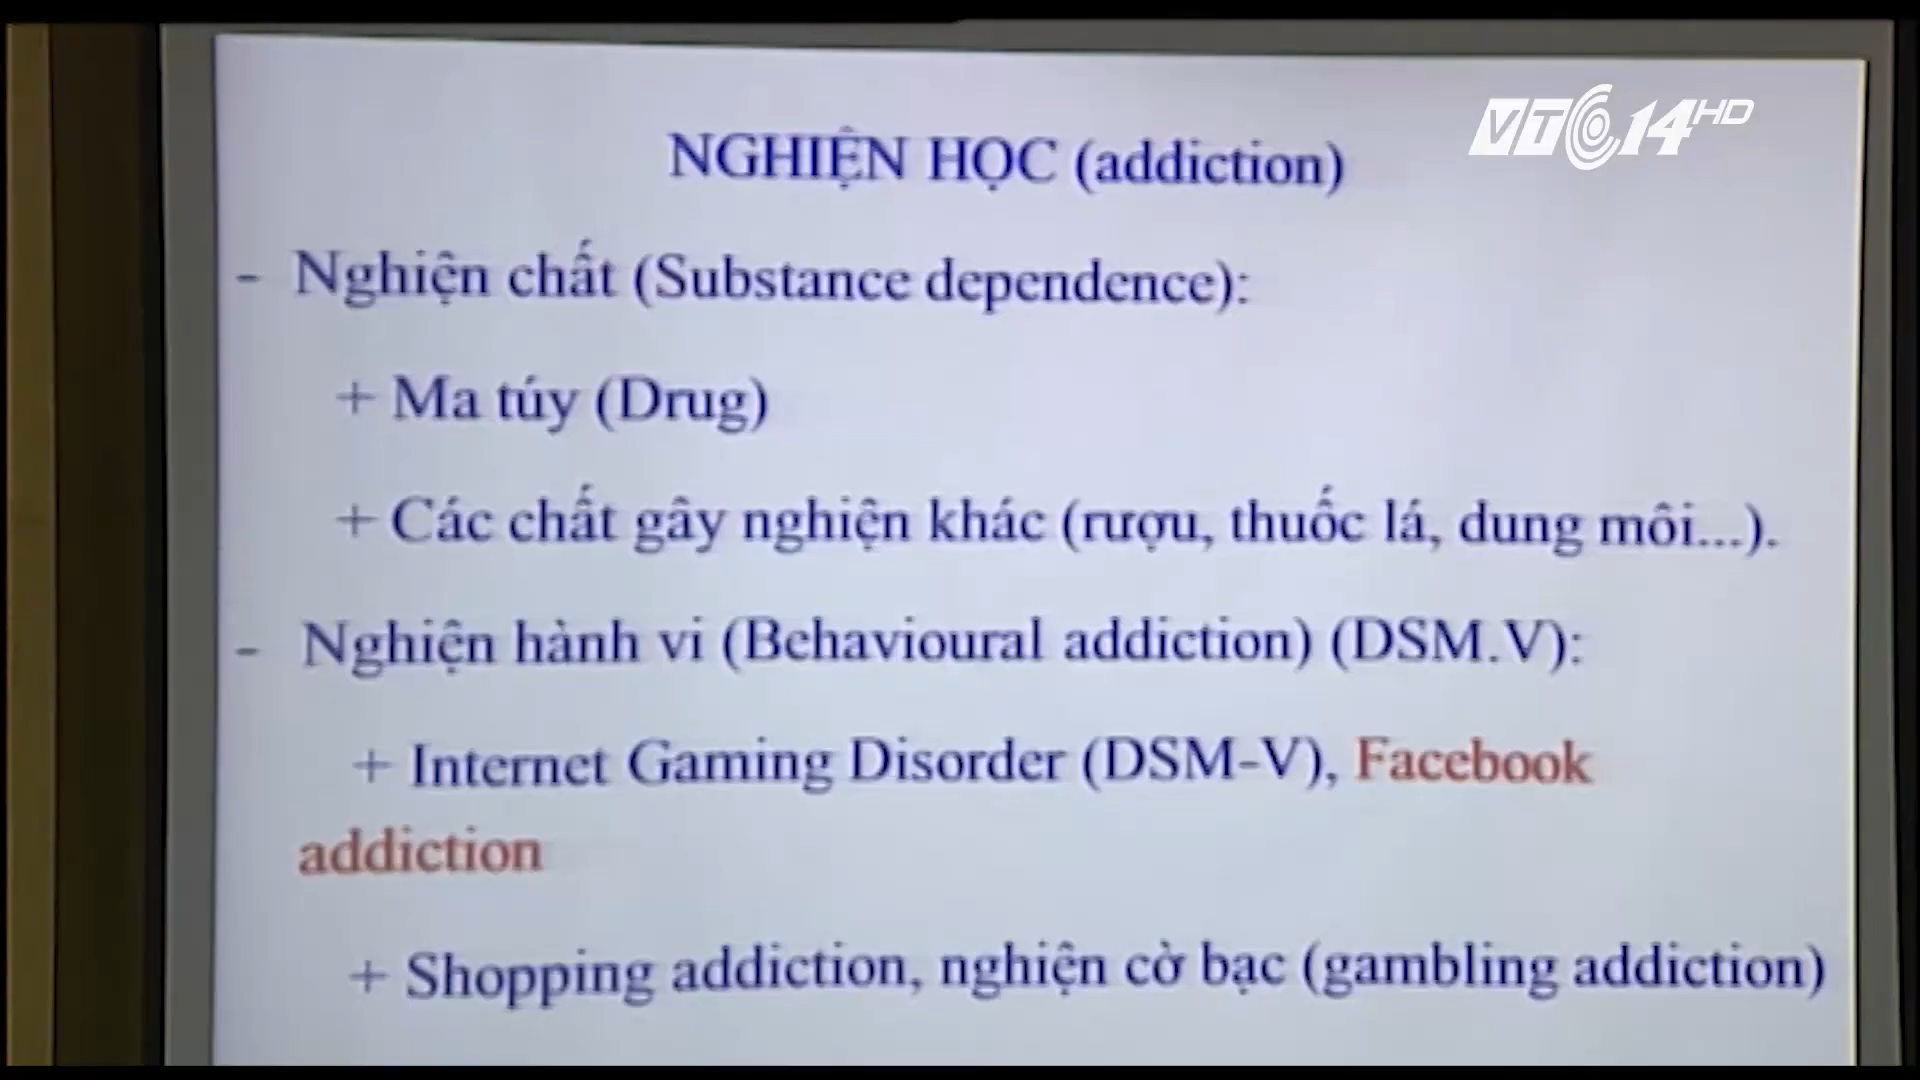 VTC14HD
NGHIỆN HỌC (addiction)
- Nghiện chất (Substance dependence):
+ Ma túy (Drug)
+ Các chất gây nghiện khác (rượu, thuốc lá, dung môi...).
- Nghiện hành vi (Behavioural addiction) (DSM.V):
+ Internet Gaming Disorder (DSM-V), Facebook
addiction
+ Shopping addiction, nghiện cờ bạc (gambling addiction)